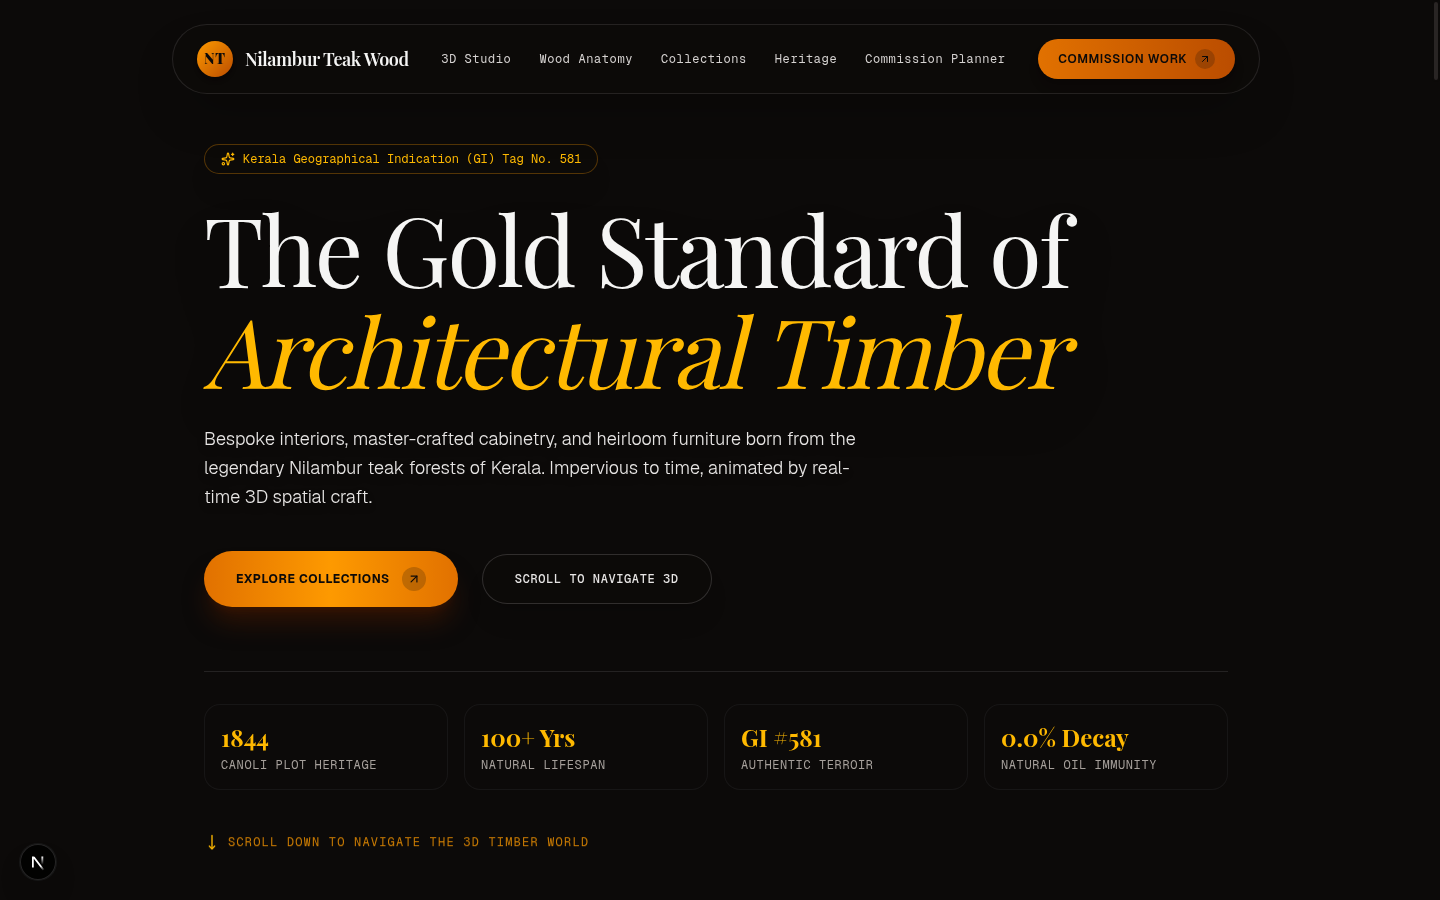 NT Nilambur Teak Wood 3D Studio Wood Anatomy Collections Heritage Commission Planner COMMISSION WORK
Kerala Geographical Indication (GI) Tag No. 581
The Gold Standard of
Architectural Timber
Bespoke interiors, master-crafted cabinetry, and heirloom furniture born from the
legendary Nilambur teak forests of Kerala. Impervious to time, animated by real-
time 3D spatial craft.
EXPLORE COLLECTIONS SCROLL TO NAVIGATE 3D
1844
CANOLI PLOT HERITAGE
100+ Yrs
NATURAL LIFESPAN
GI #581
AUTHENTIC TERROIR
0.0% Decay
NATURAL OIL IMMUNITY
SCROLL DOWN TO NAVIGATE THE 3D TIMBER WORLD
N